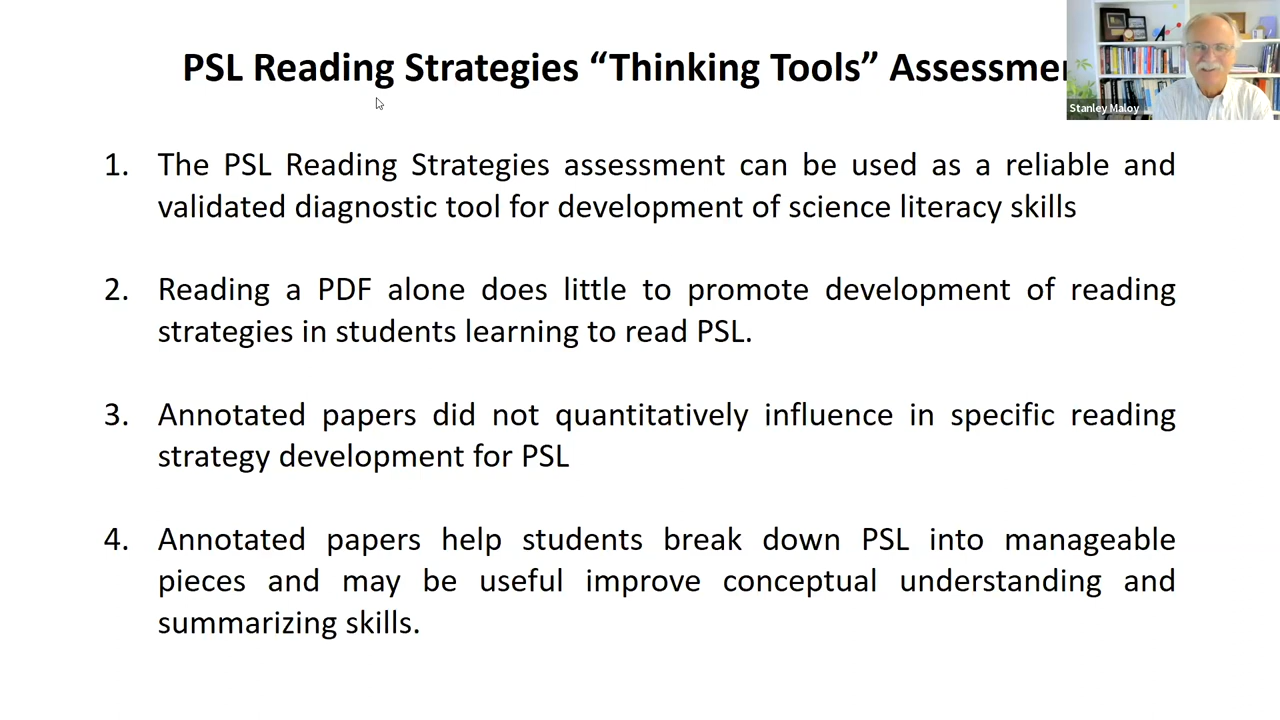 PSL Reading Strategies “Thinking Tools” Assessme
Stanley Maloy
1. The PSL Reading Strategies assessment can be used as a reliable and
validated diagnostic tool for development of science literacy skills
2. Reading a PDF alone does little to promote development of reading
strategies in students learning to read PSL.
3. Annotated papers did not quantitatively influence in specific reading
strategy development for PSL
4. Annotated papers help students break down PSL into manageable
pieces and may be useful improve conceptual understanding and
summarizing skills.